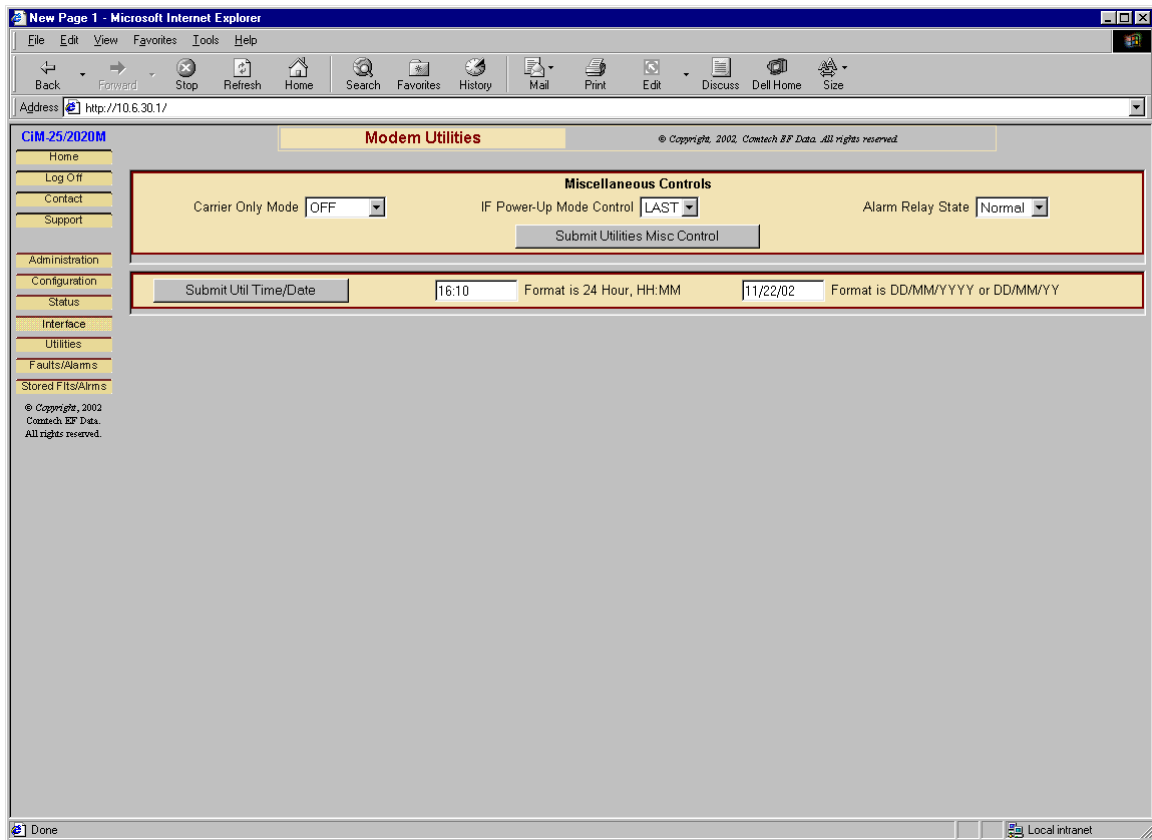 New Page 1 - Microsoft Internet Explorer
File Edit View Favorites Tools Help
Back Forward Stop Refresh Home Search Favorites History Mail Print Edit Discuss Dell Home Size
Address http://10.6.30.1/
CiM-25/2020M
Home
Log Off
Contact
Support
Administration
Configuration
Status
Interface
Utilities
Faults/Alarms
Stored Flts/Alrms
© Copyright, 2002
Comtech EF Data.
All rights reserved.
Modem Utilities
© Copyright, 2002, Comtech EF Data. All rights reserved.
Miscellaneous Controls
Carrier Only Mode OFF IF Power-Up Mode Control LAST Alarm Relay State Normal
Submit Utilities Misc Control
Submit Util Time/Date 16:10 Format is 24 Hour, HH:MM 11/22/02 Format is DD/MM/YYYY or DD/MM/YY
Done Local intranet